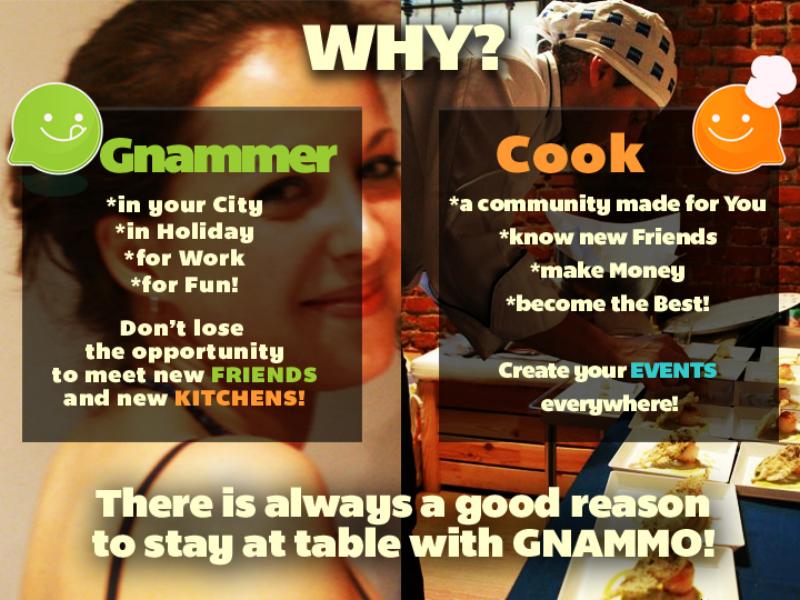 WHY?
Gnammer
*in your City
*in Holiday
*for Work
*for Fun!
Don't lose
the opportunity
to meet new FRIENDS
and new KITCHENS!
Cook
*a community made for You
*know new Friends
*make Money
*become the Best!
Create your EVENTS
everywhere!
There is always a good reason
to stay at table with GNAMMO!